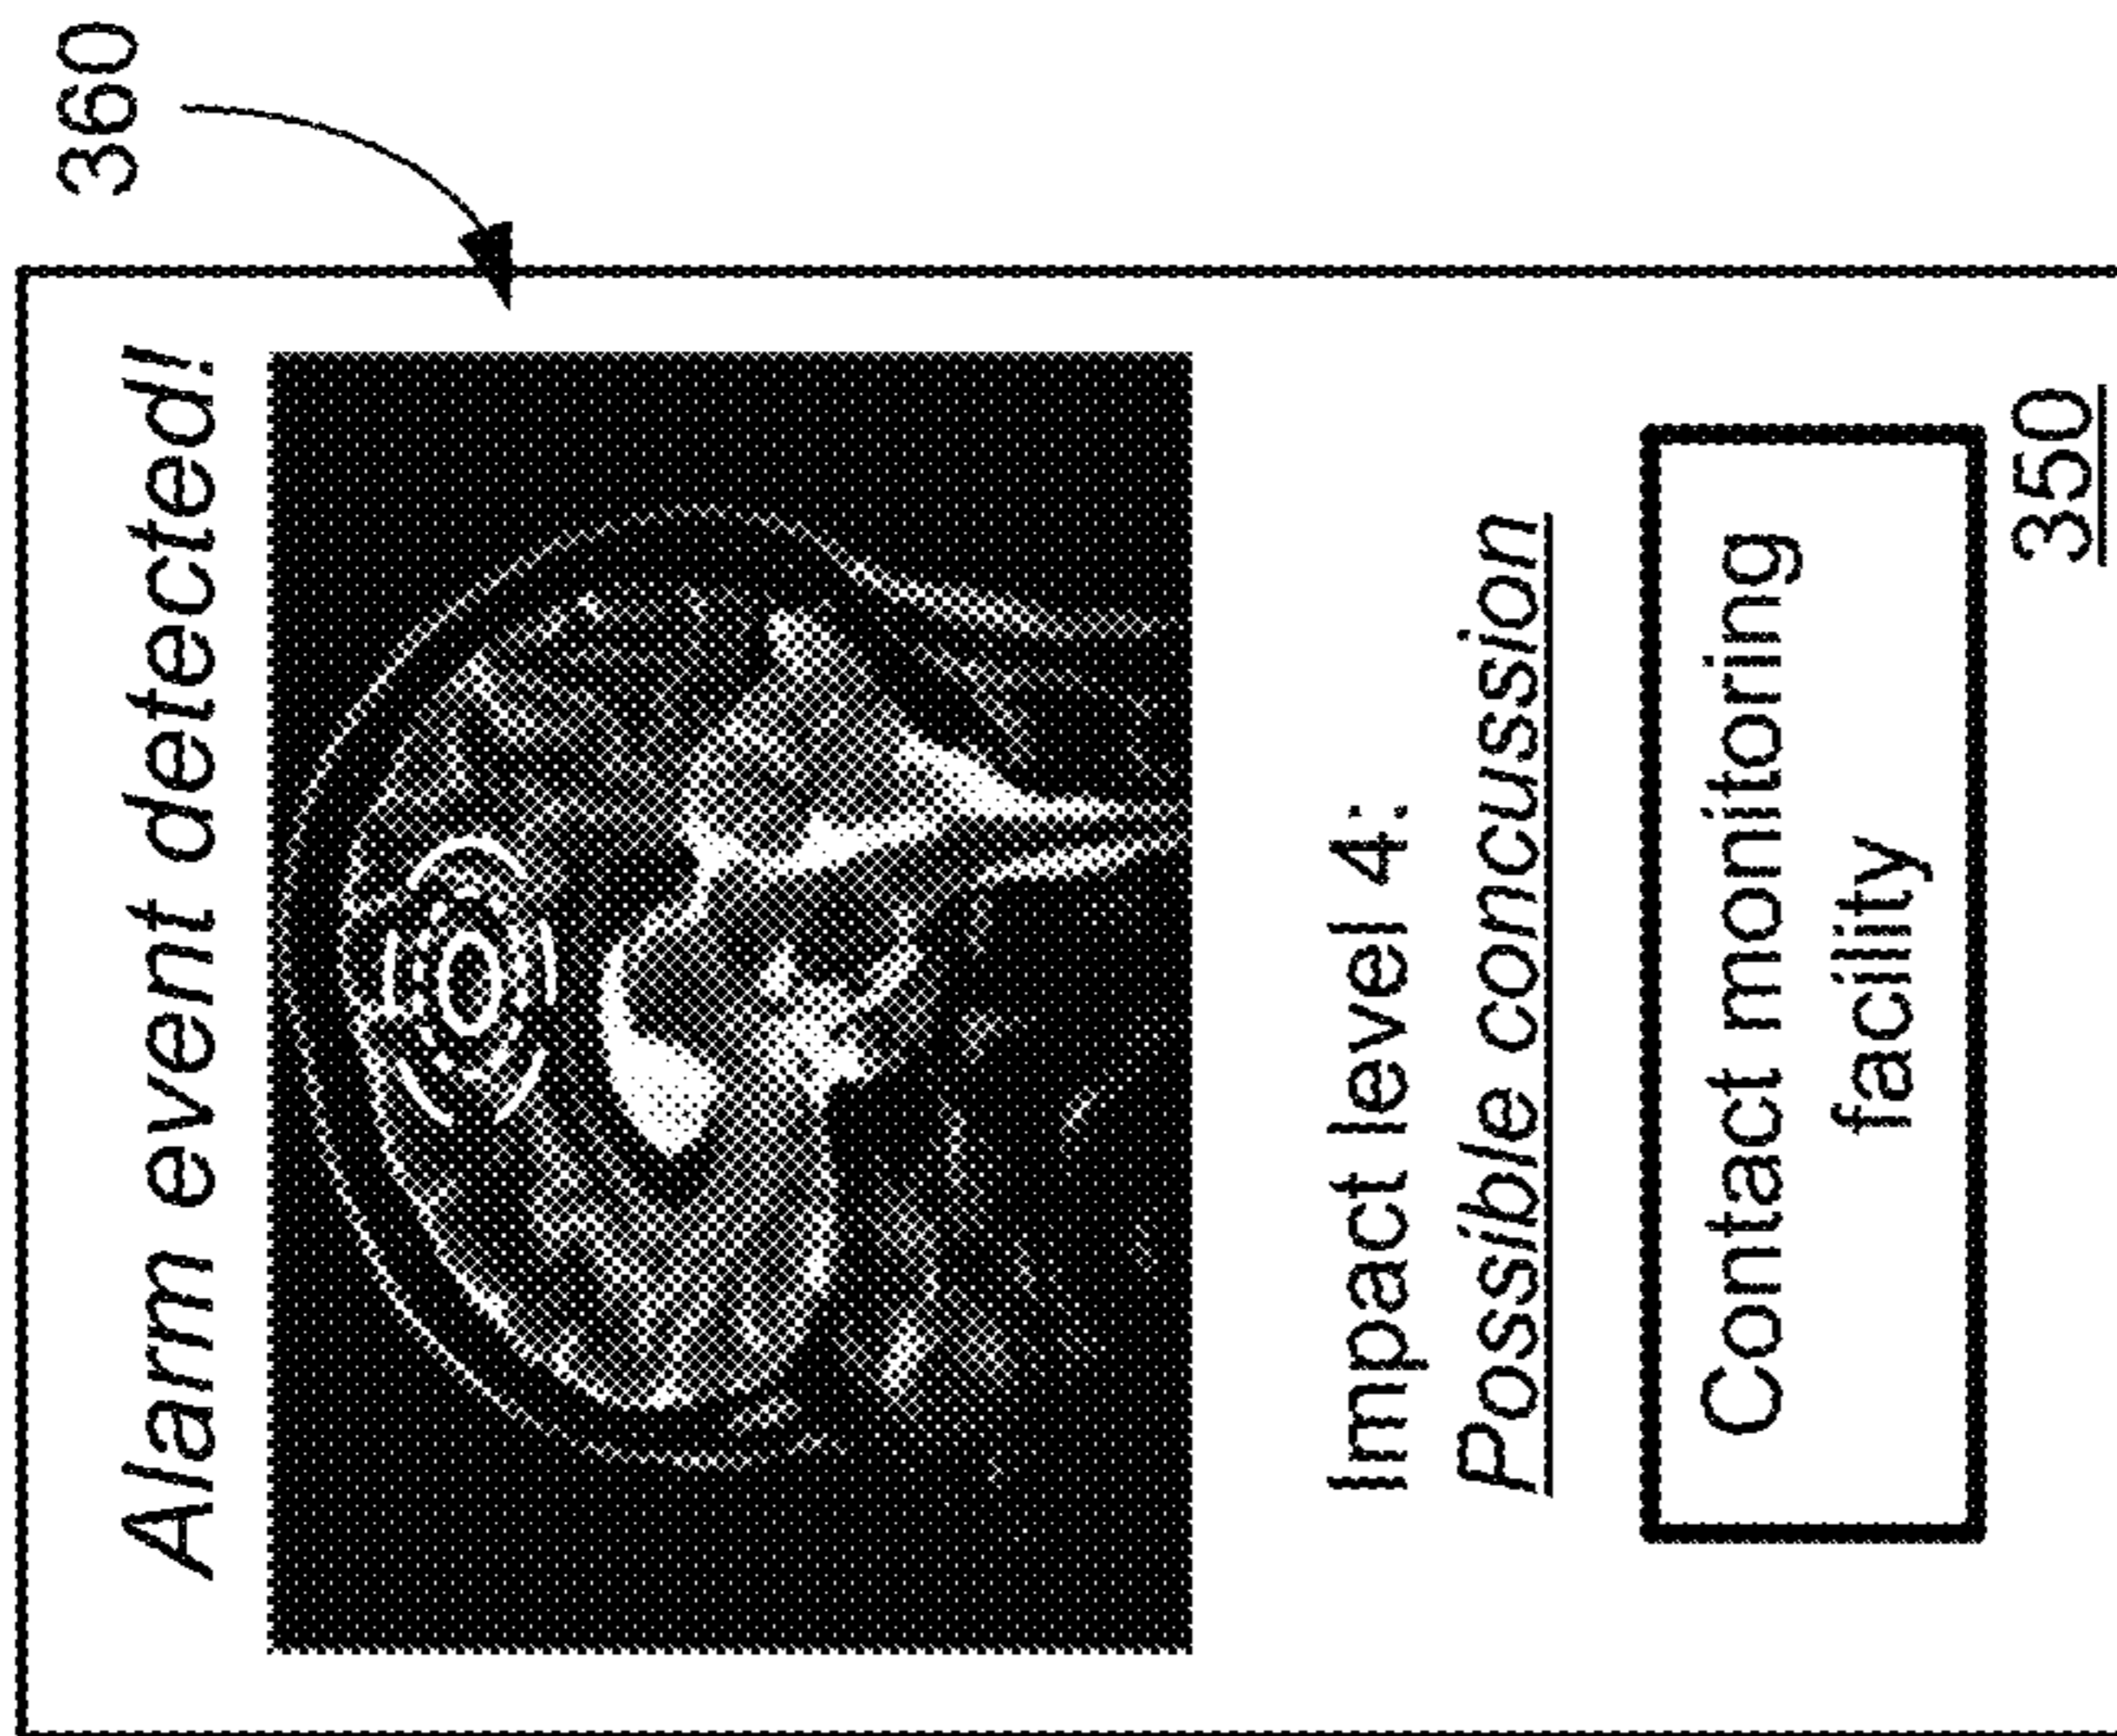 360
Alarm event detected!
Impact level 4:
Possible concussion
Contact monitoring
facility
350